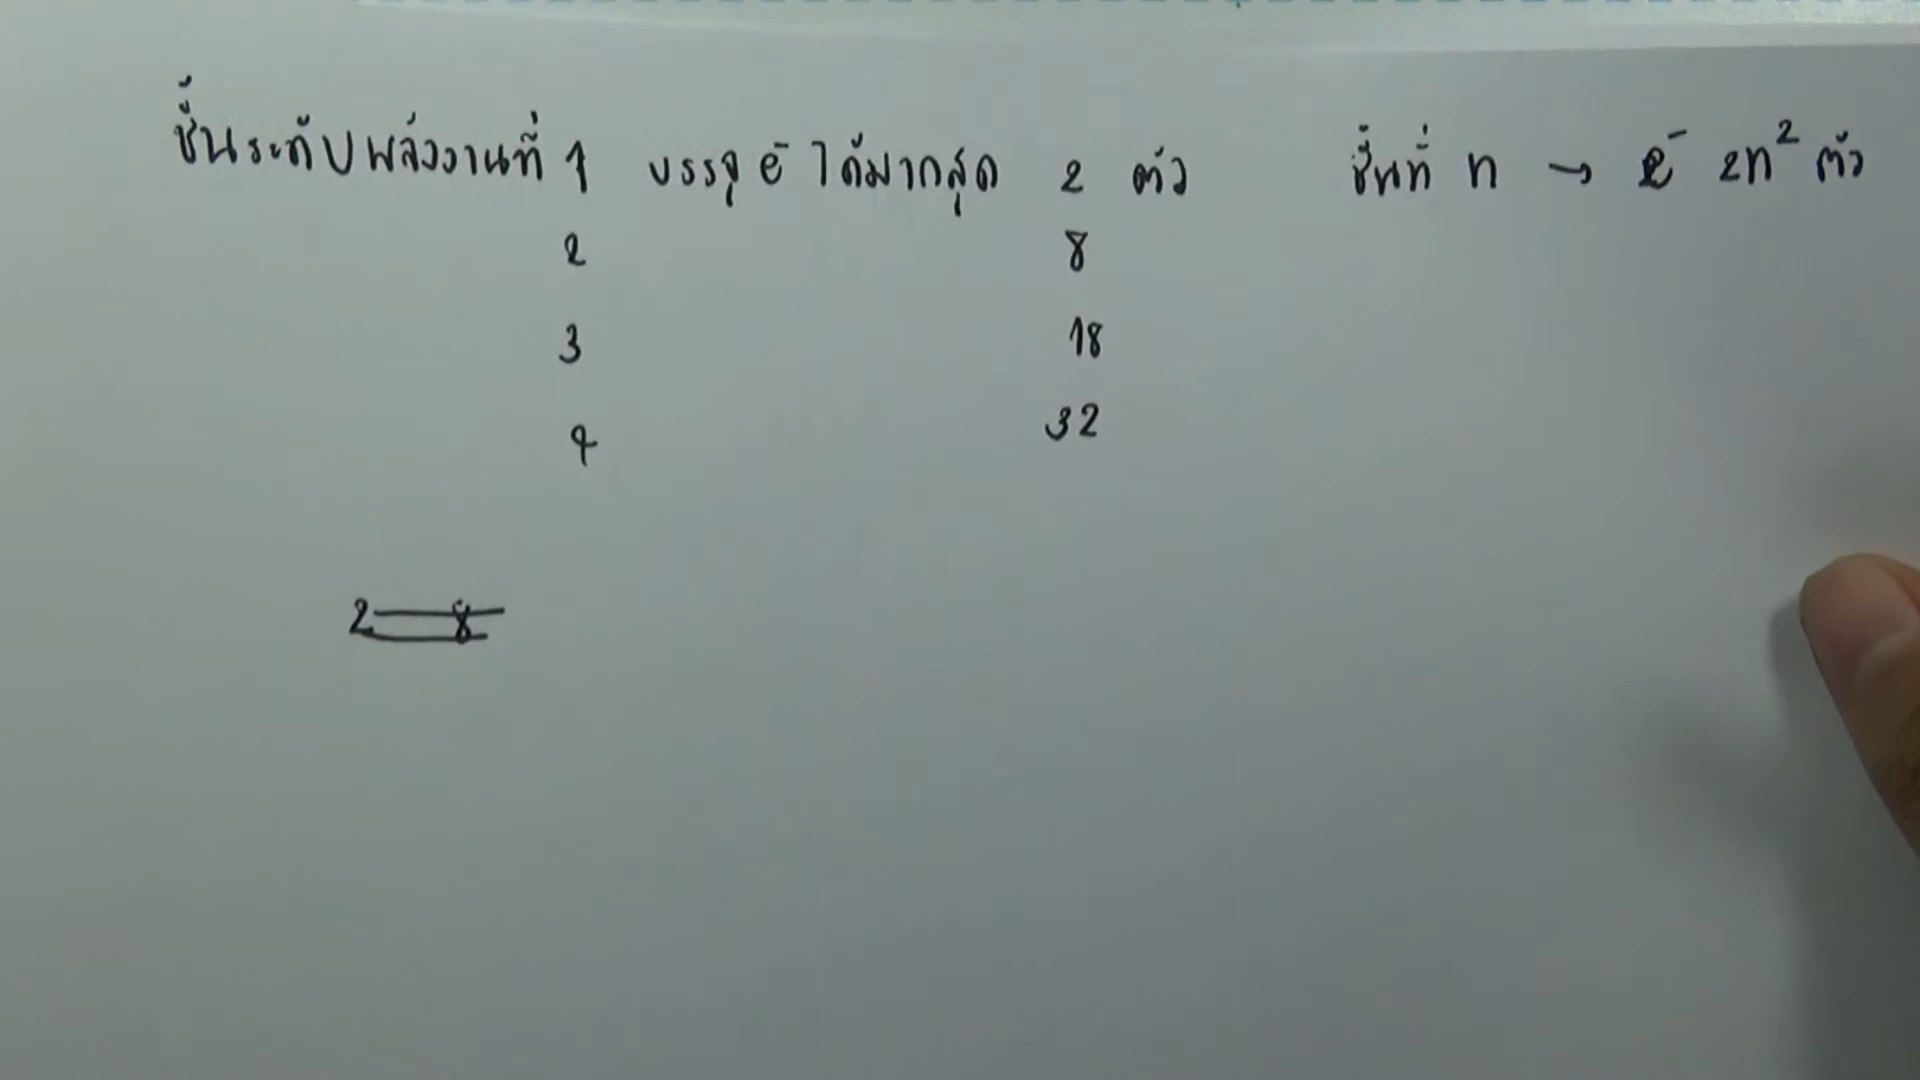 ชั้นระดับพลังงานที่ 1 บรรจุ e⁻ ได้มากสุด 2 ตัว ชั้นที่ n → e⁻ 2n² ตัว
2 8
3 18
4 32
2 8